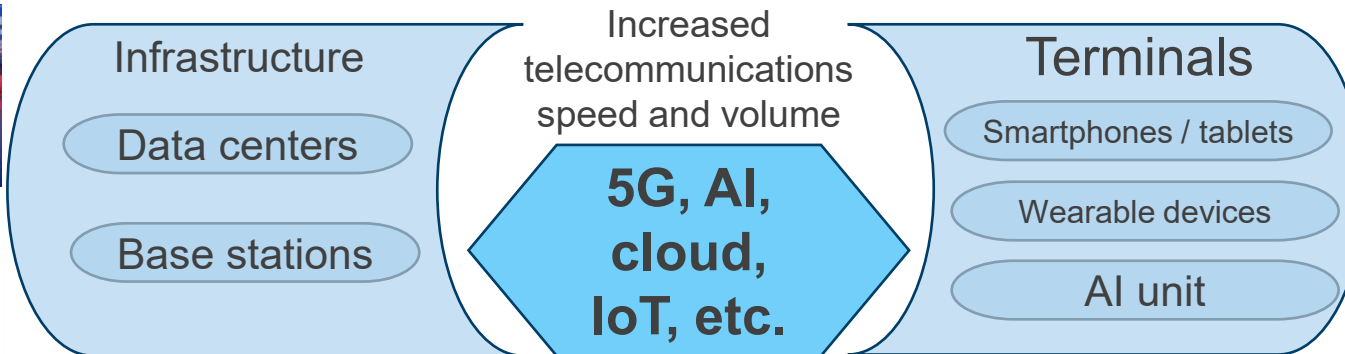 Infrastructure
Data centers
Base stations
Increased
telecommunications
speed and volume
5G, AI,
cloud,
IoT, etc.
Terminals
Smartphones / tablets
Wearable devices
AI unit